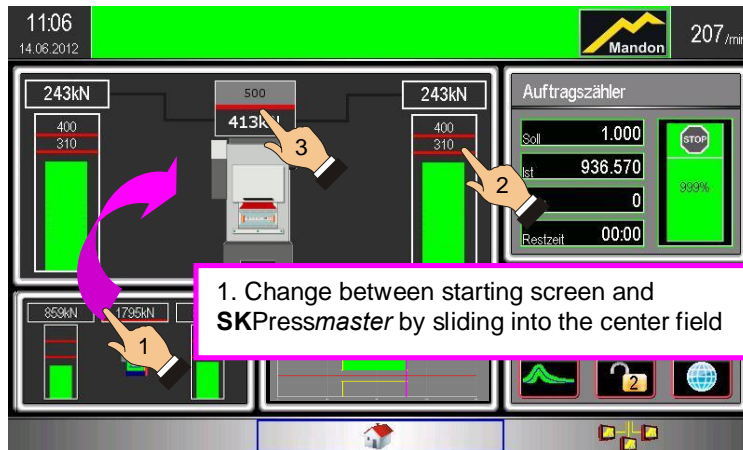 11:06
14.06.2012
Mandon
207 /min
243kN
400
310
500
413kN
3
243kN
400
310
2
Auftragszähler
Soll 1.000
Ist 936.570
0
Restzeit 00:00
STOP
999%
1. Change between starting screen and
SKPressmaster by sliding into the center field
859kN
1795kN
1
2